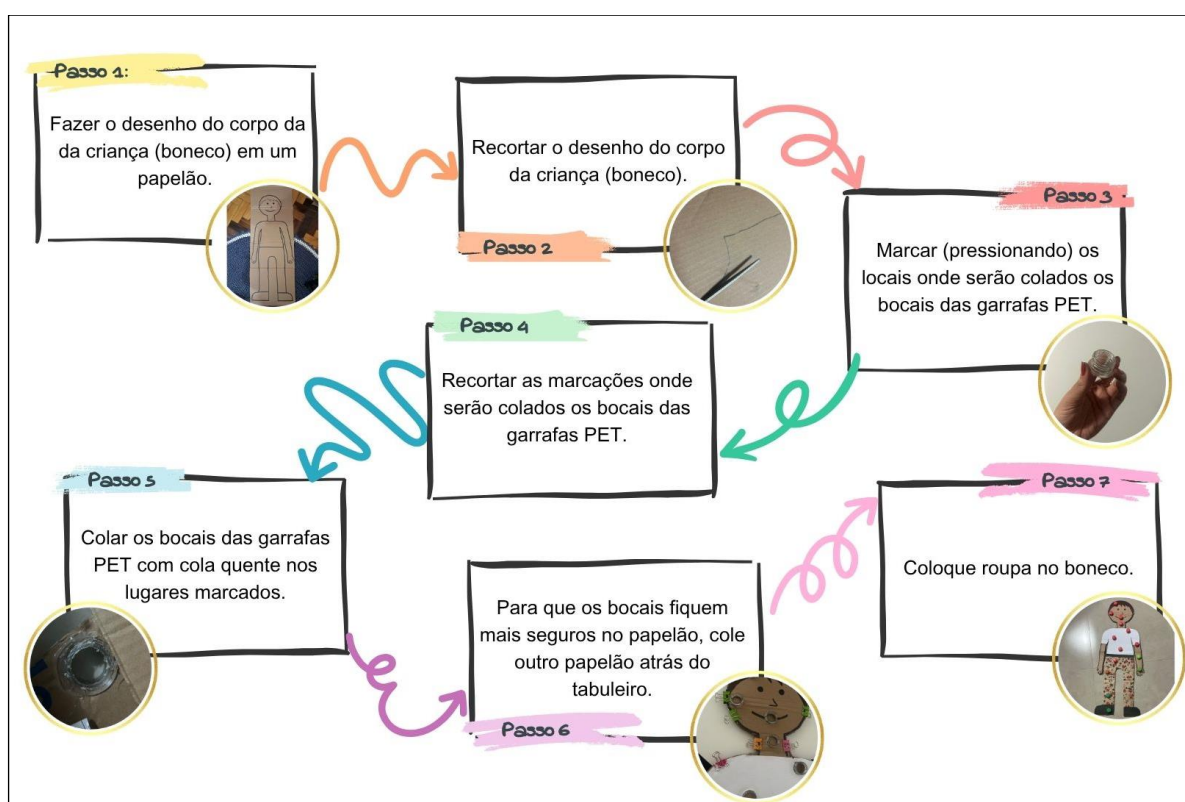 Passo 1:
Fazer o desenho do corpo da
da criança (boneco) em um
papelão.
Recortar o desenho do corpo
da criança (boneco).
Passo 2
Passo 3
Marcar (pressionando) os
locais onde serão colados os
bocais das garrafas PET.
Passo 4
Recortar as marcações onde
serão colados os bocais das
garrafas PET.
Passo 5
Colar os bocais das garrafas
PET com cola quente nos
lugares marcados.
Para que os bocais fiquem
mais seguros no papelão, cole
outro papelão atrás do
tabuleiro.
Passo 6
Passo 7
Coloque roupa no boneco.